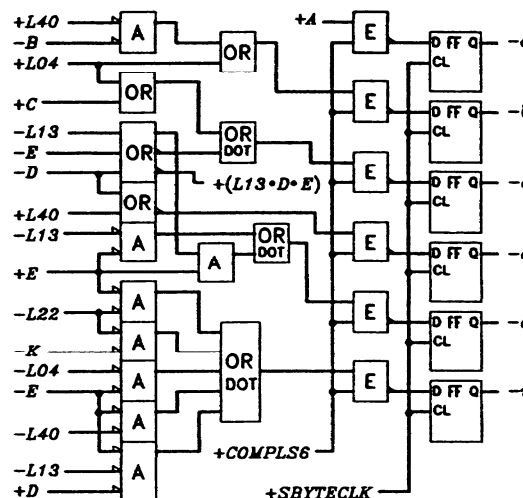 +L40
-B
+L04
+C
-L13
-E
-D
+L40
-L13
+E
-L22
-K
-L04
-E
-L40
-L13
+D
A
OR
OR
OR
A
A
A
A
A
A
OR
OR
DOT
+(L13•D•E)
OR
DOT
A
OR
DOT
+A
E
E
E
E
E
E
+COMPLS6
+SBYTECLK
D FF Q
CL
D FF Q
CL
D FF Q
CL
D FF Q
CL
D FF Q
CL
D FF Q
CL